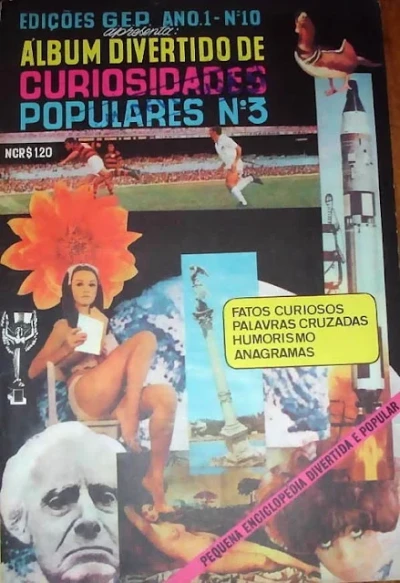 EDIÇÕES G.E.P. ANO.1 - Nº10
apresenta:
ÁLBUM DIVERTIDO DE
CURIOSIDADES
POPULARES Nº3
NCR$ 1,20
FATOS CURIOSOS
PALAVRAS CRUZADAS
HUMORISMO
ANAGRAMAS
PEQUENA ENCICLOPEDIA DIVERTIDA E POPULAR